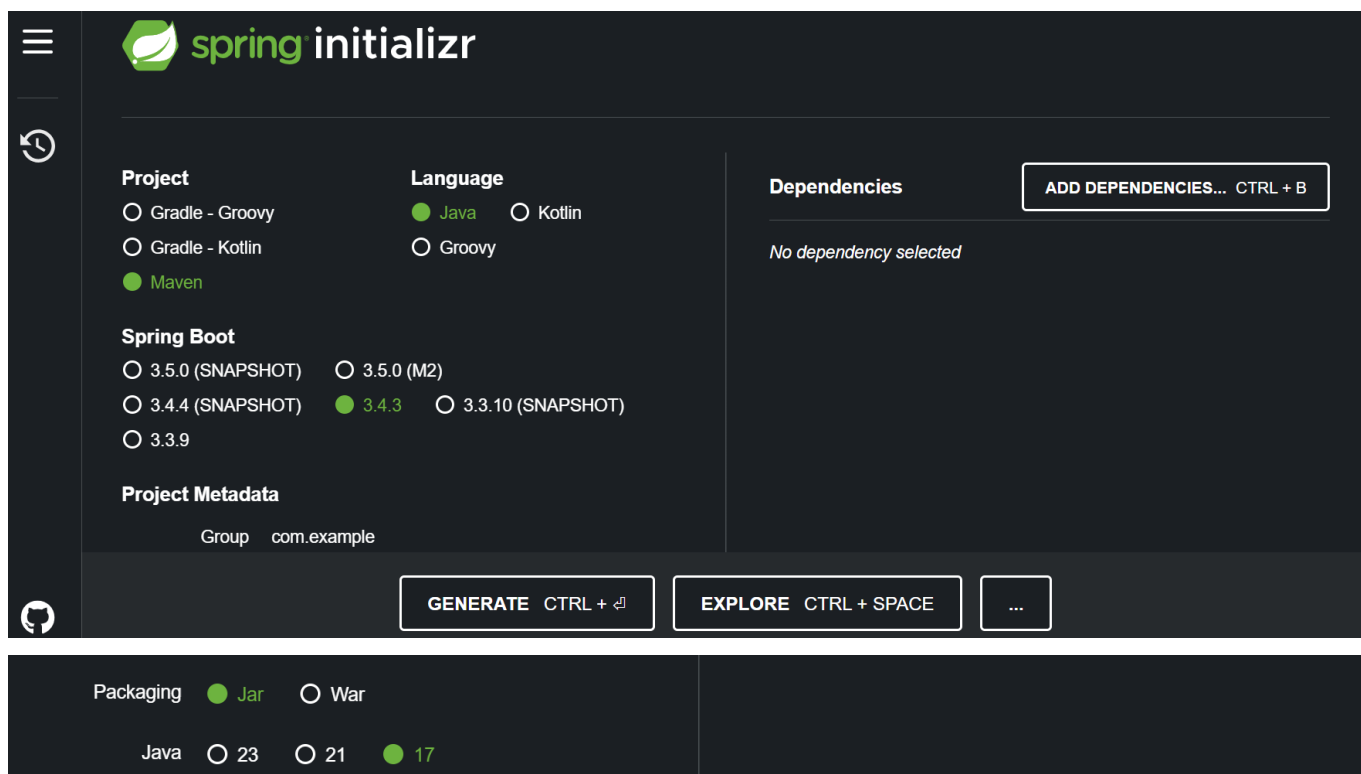 spring initializr
Project
Gradle - Groovy
Gradle - Kotlin
Maven
Language
Java Kotlin
Groovy
Spring Boot
3.5.0 (SNAPSHOT) 3.5.0 (M2)
3.4.4 (SNAPSHOT) 3.4.3 3.3.10 (SNAPSHOT)
3.3.9
Project Metadata
Group com.example
Dependencies ADD DEPENDENCIES... CTRL + B
No dependency selected
GENERATE CTRL + ⏎ EXPLORE CTRL + SPACE ...
Packaging Jar War
Java 23 21 17